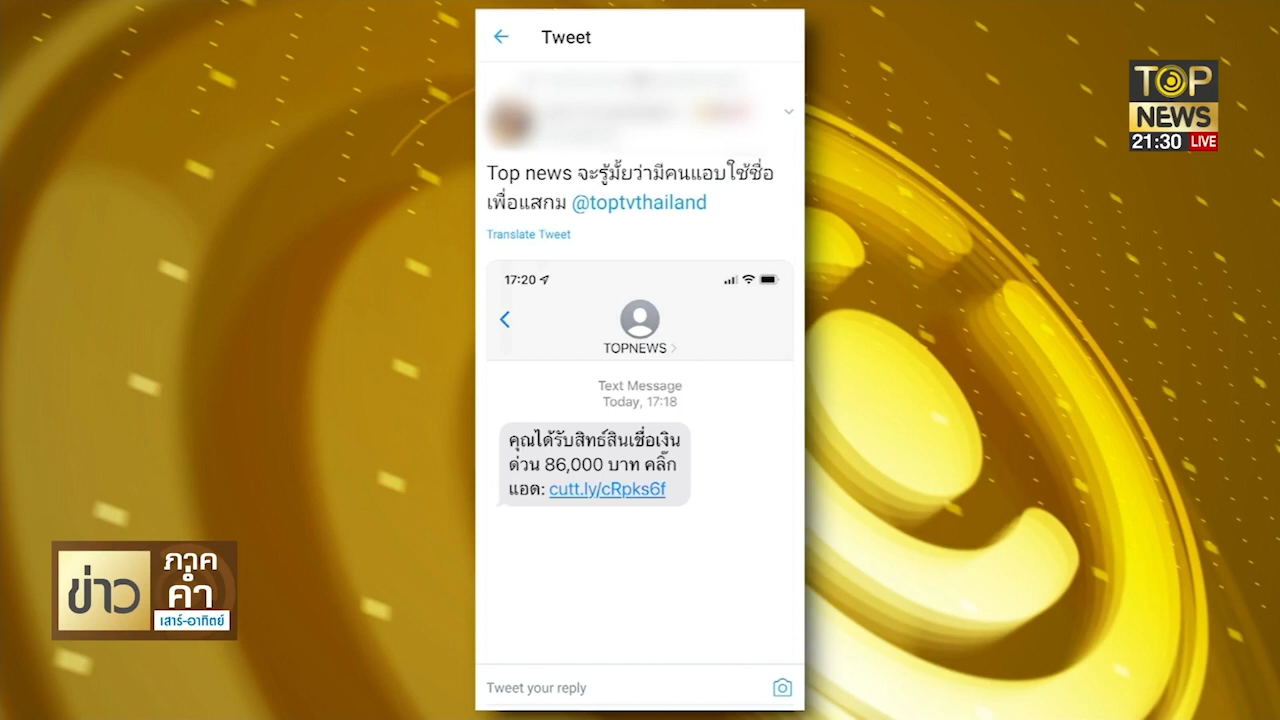 Tweet
Top news จะรู้มั้ยว่ามีคนแอบใช้ชื่อ
เพื่อแสกม @toptvthailand
Translate Tweet
17:20
TOPNEWS
Text Message
Today, 17:18
คุณได้รับสิทธ์สินเชื่อเงิน
ด่วน 86,000 บาท คลิ๊ก
แอด: cutt.ly/cRpks6f
Tweet your reply
TOP
NEWS
21:30 LIVE
ข่าว
ภาค
ค่ำ
เสาร์-อาทิตย์